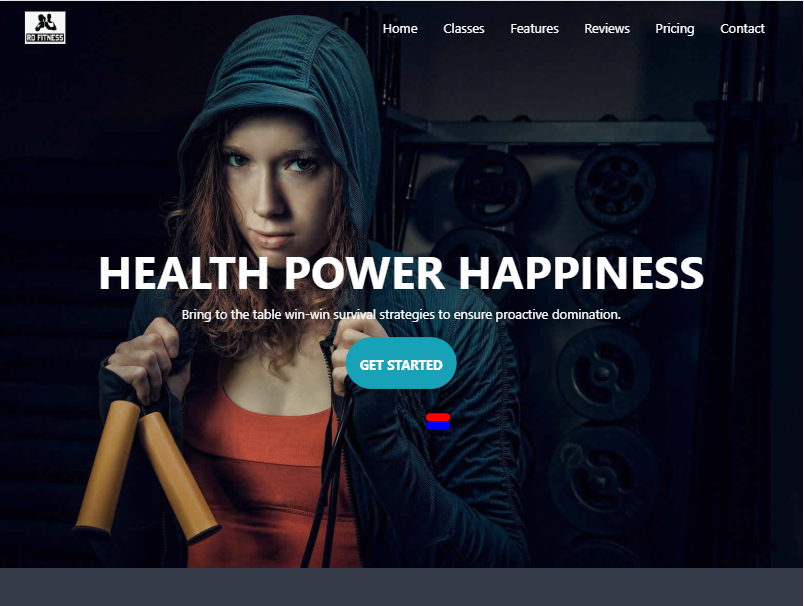 RD FITNESS
Home Classes Features Reviews Pricing Contact
HEALTH POWER HAPPINESS
Bring to the table win-win survival strategies to ensure proactive domination.
GET STARTED